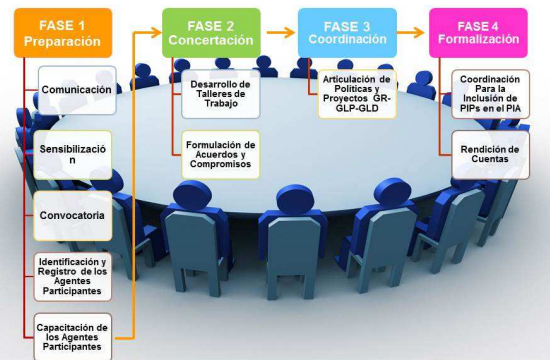 FASE 1
Preparación
Comunicación
Sensibilizació
n
Convocatoria
Identificación y
Registro de los
Agentes
Participantes
Capacitación de
los Agentes
Participantes
FASE 2
Concertación
Desarrollo de
Talleres de
Trabajo
Formulación de
Acuerdos y
Compromisos
FASE 3
Coordinación
Articulación de
Políticas y
Proyectos GR-
GLP-GLD
FASE 4
Formalización
Coordinación
Para la
Inclusión de
PIPs en el PIA
Rendición de
Cuentas